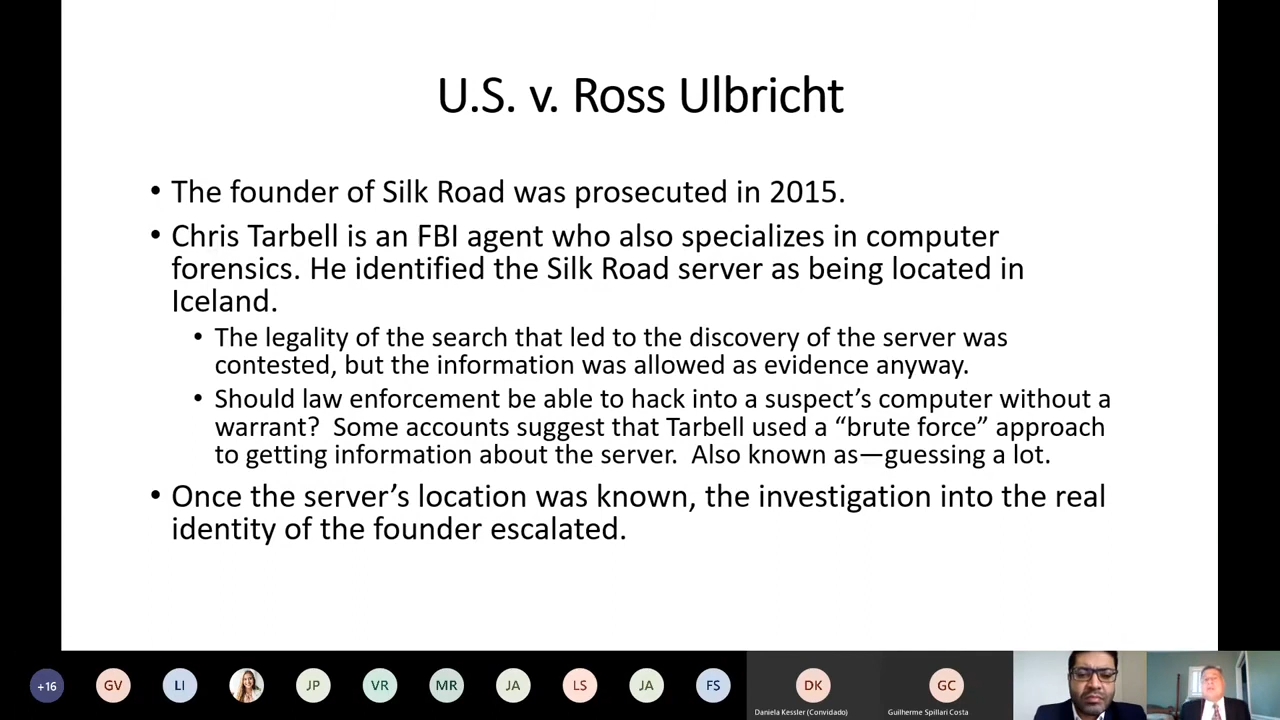 U.S. v. Ross Ulbricht
• The founder of Silk Road was prosecuted in 2015.
• Chris Tarbell is an FBI agent who also specializes in computer
forensics. He identified the Silk Road server as being located in
Iceland.
• The legality of the search that led to the discovery of the server was
contested, but the information was allowed as evidence anyway.
• Should law enforcement be able to hack into a suspect’s computer without a
warrant?  Some accounts suggest that Tarbell used a “brute force” approach
to getting information about the server.  Also known as—guessing a lot.
• Once the server’s location was known, the investigation into the real
identity of the founder escalated.
+16 GV LI JP VR MR JA LS JA FS DK GC
Daniela Kessler (Convidado) Guilherme Spillari Costa